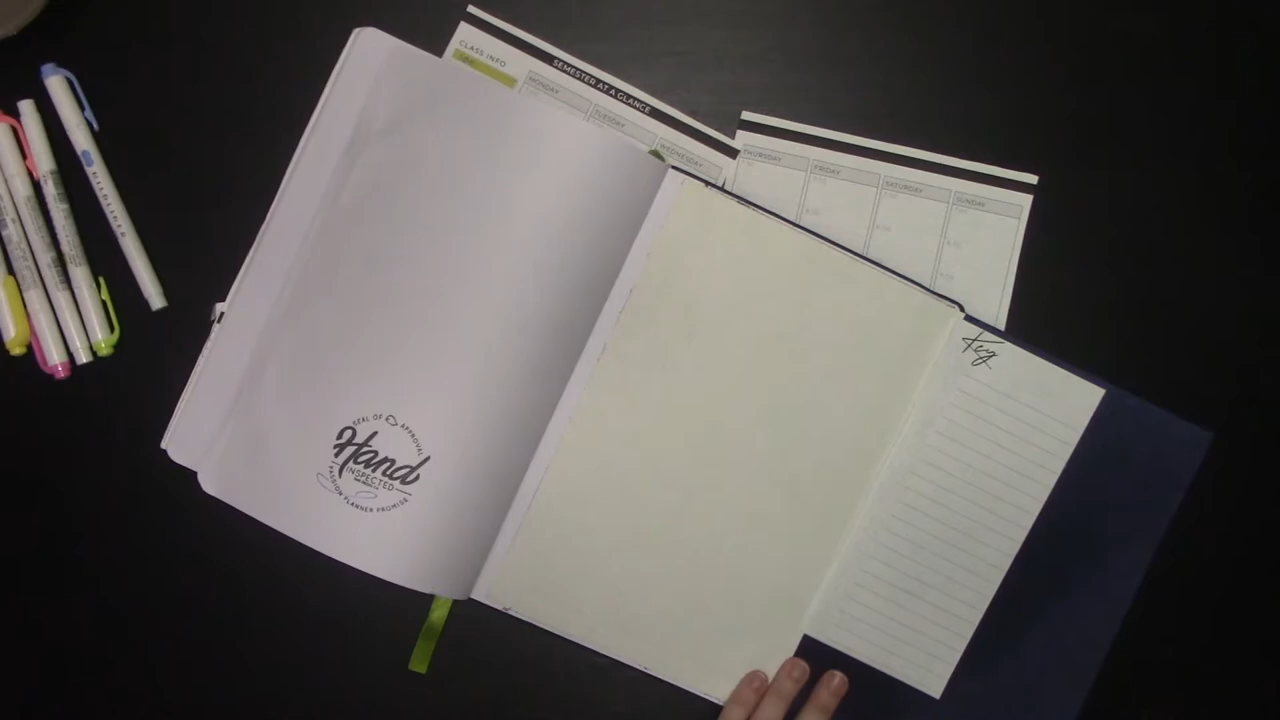 CLASS INFO
SEMESTER AT A GLANCE
MONDAY
TUESDAY
WEDNESDAY
THURSDAY
FRIDAY
SATURDAY
SUNDAY
MILDLINER
Key
SEAL OF APPROVAL
Hand
INSPECTED
PASSION PLANNER PROMISE